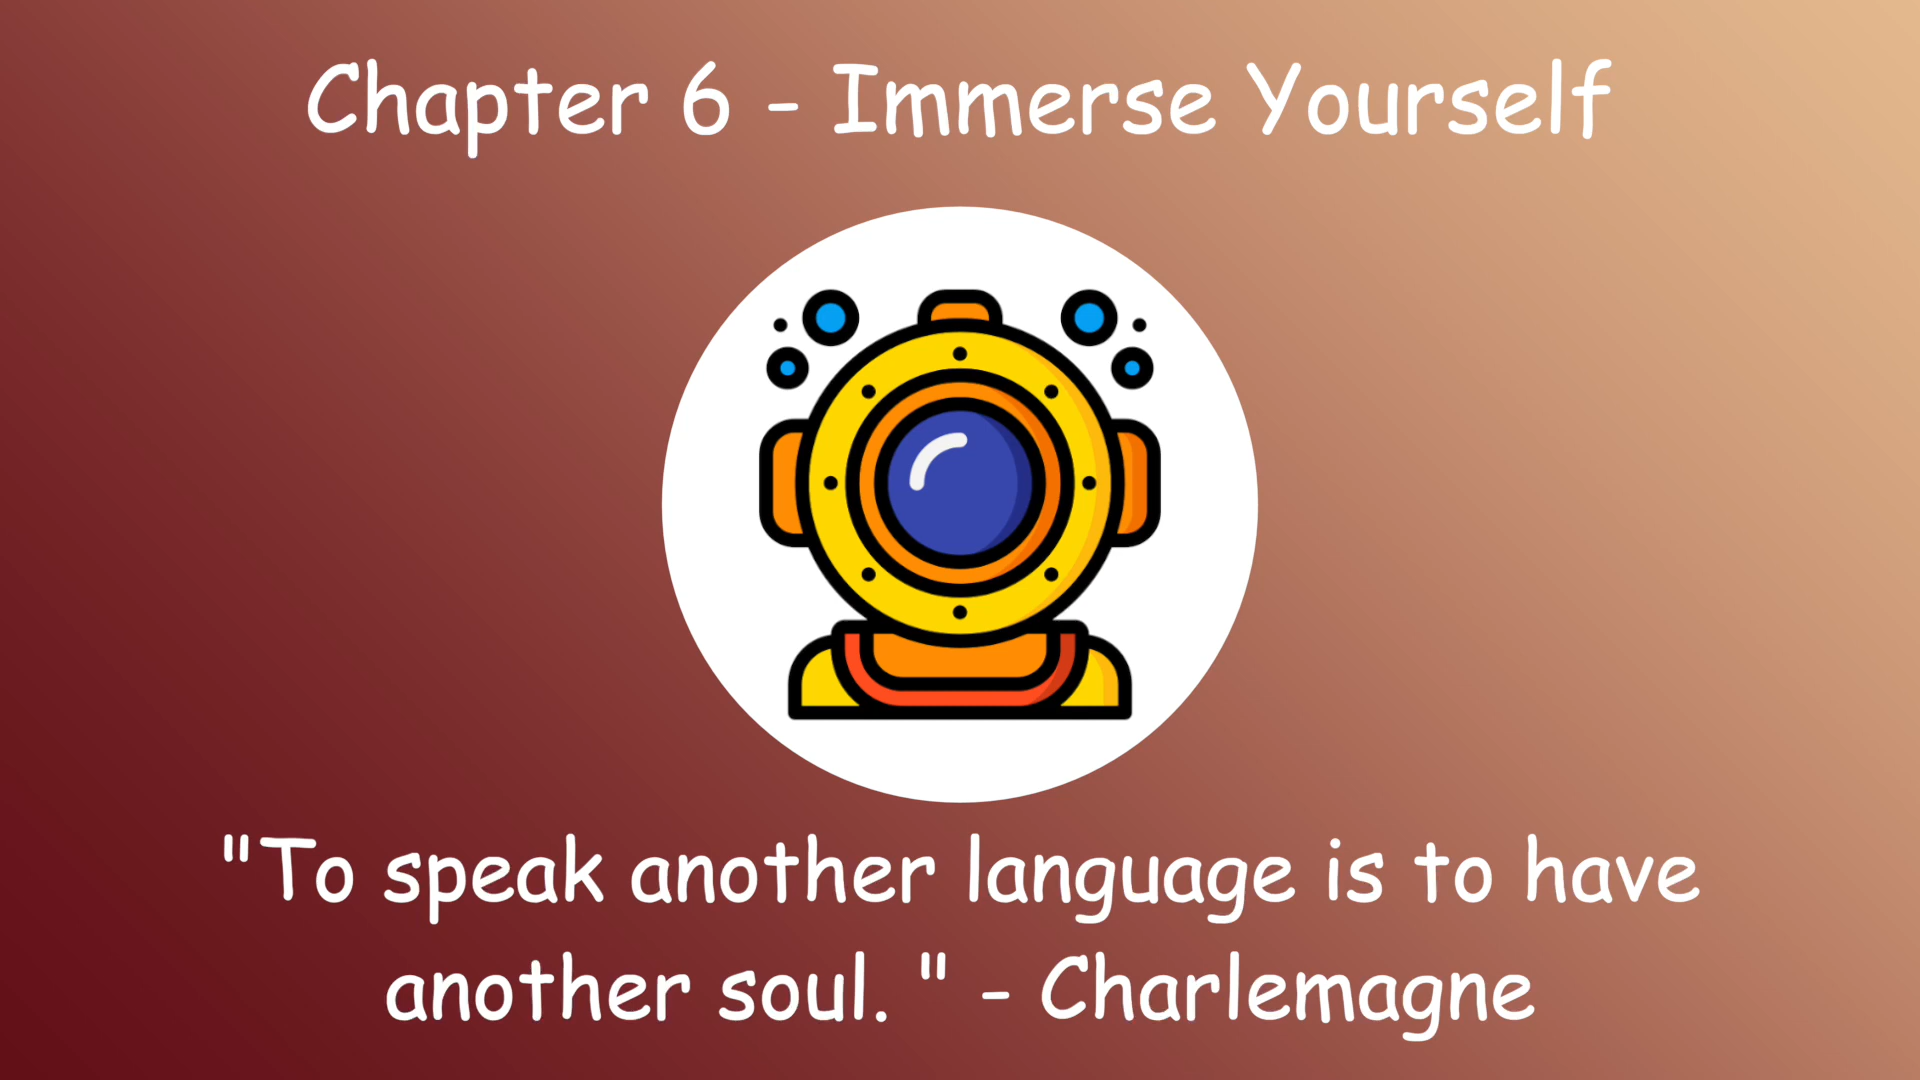 Chapter 6 - Immerse Yourself
"To speak another language is to have
another soul. " - Charlemagne